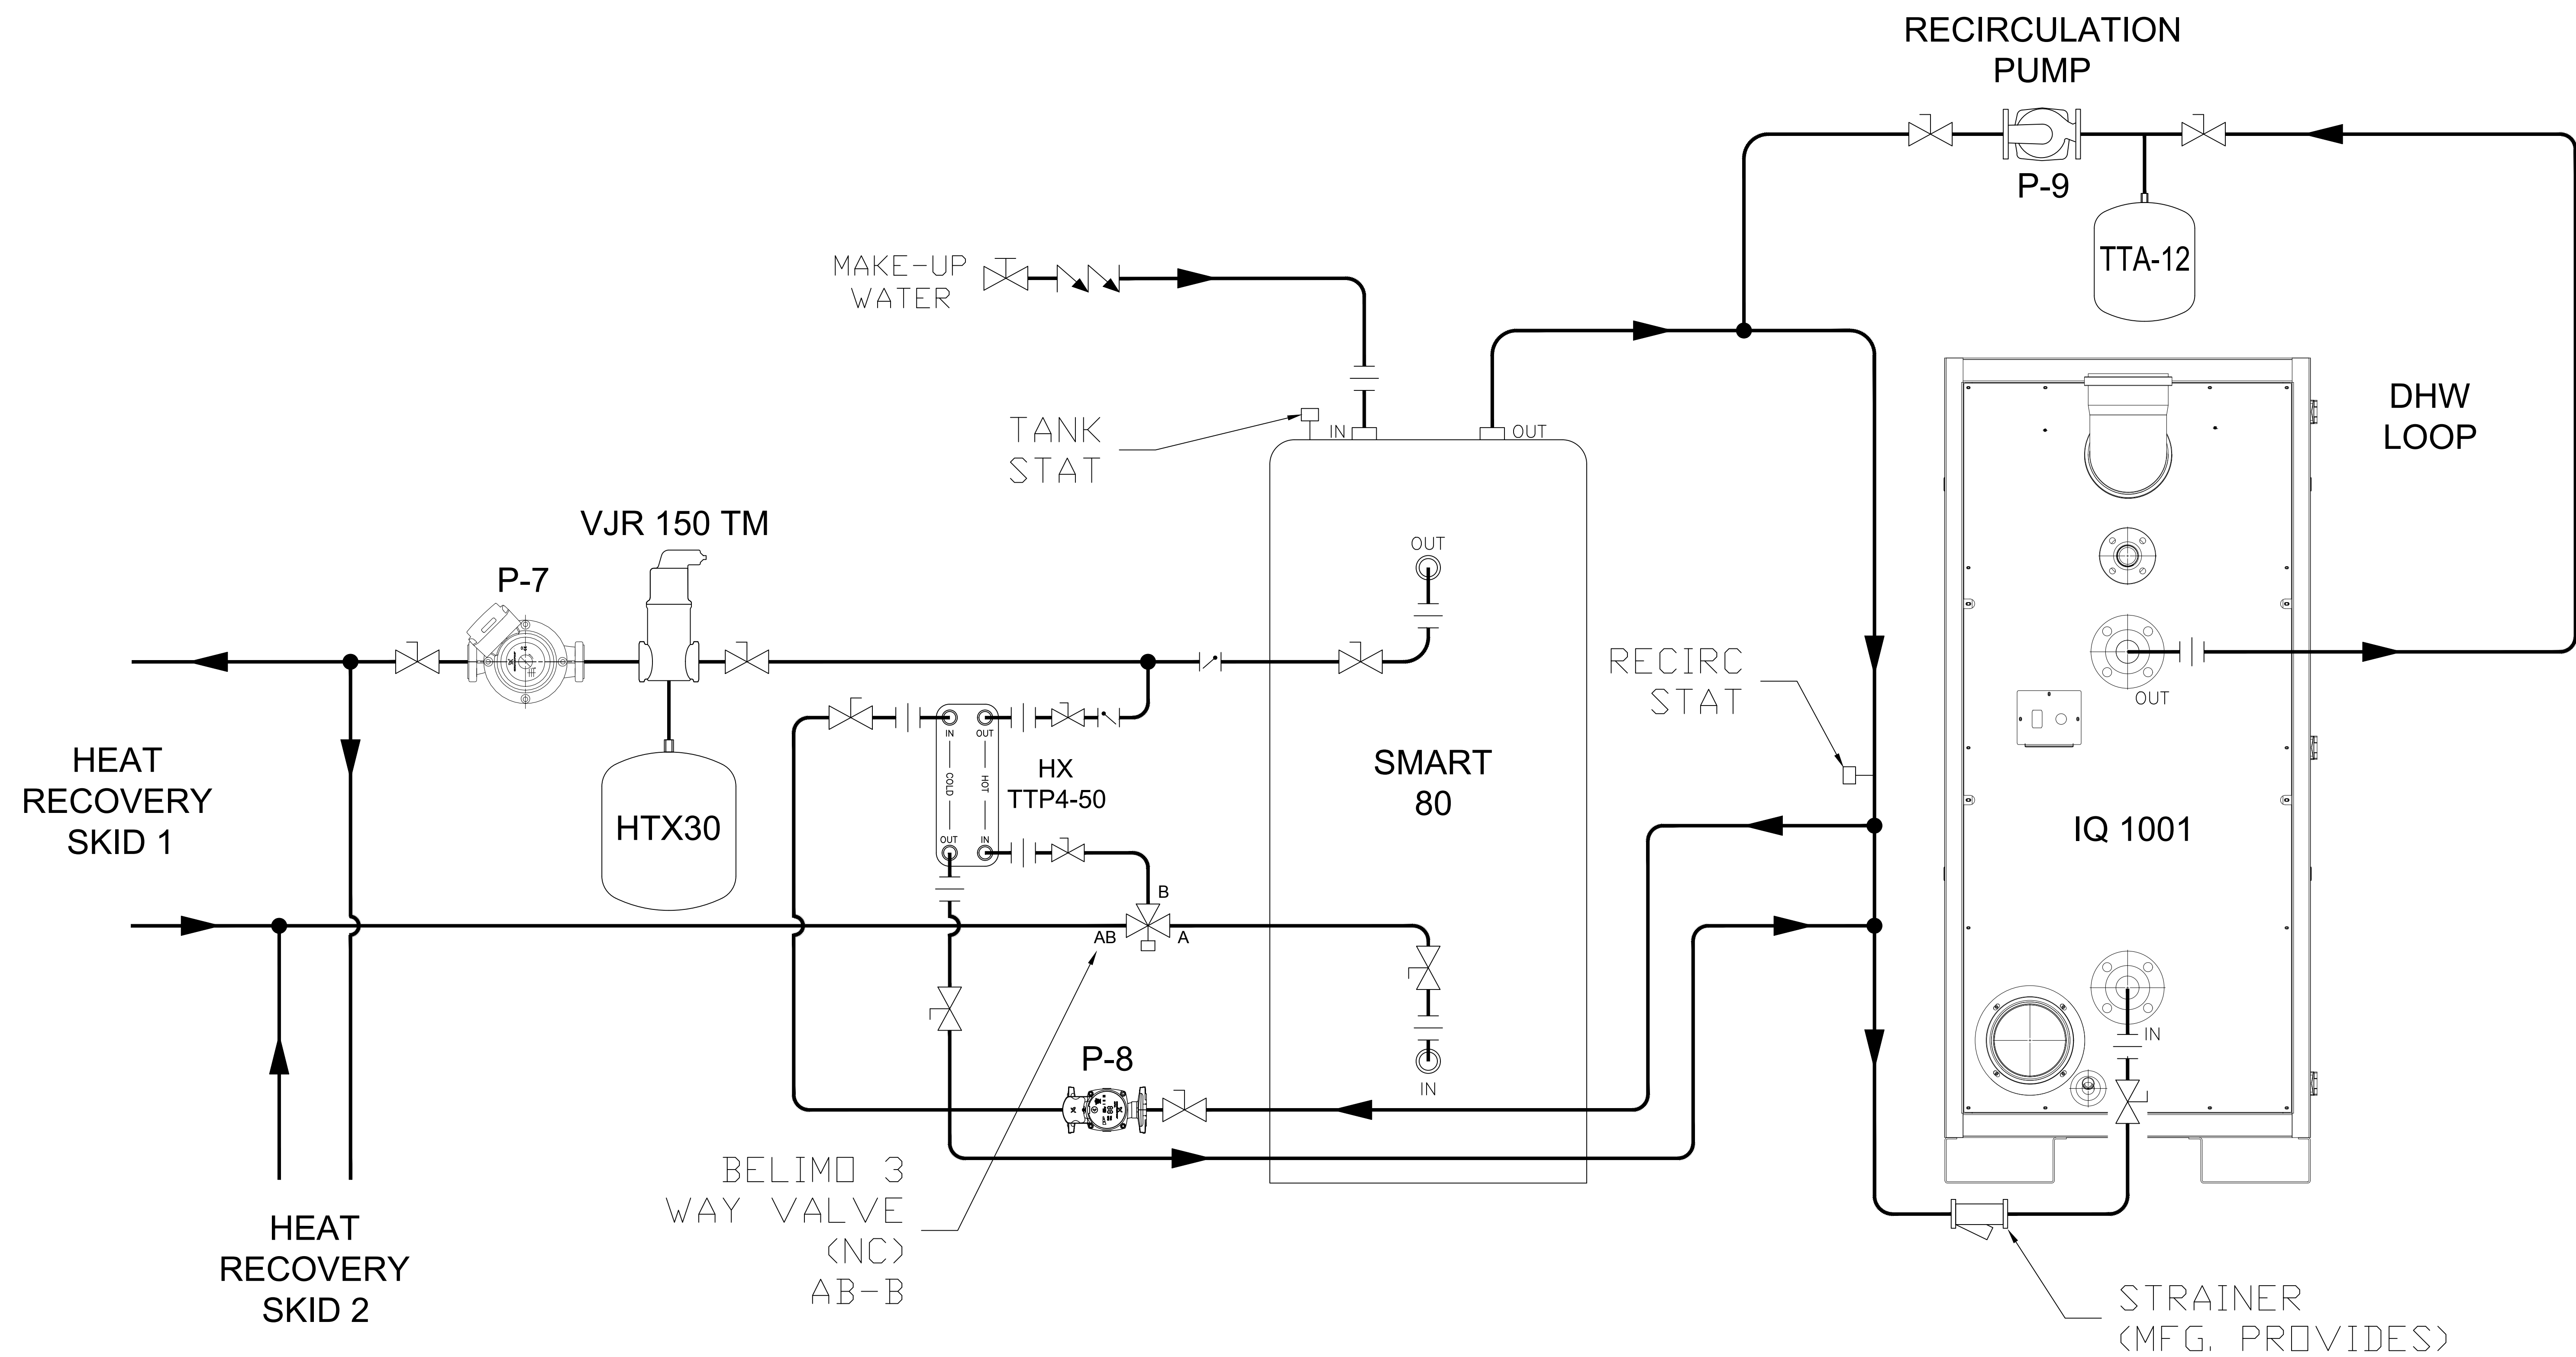 RECIRCULATION
PUMP
P-9
TTA-12
MAKE-UP
WATER
DHW
LOOP
TANK
STAT
IN
OUT
VJR 150 TM
P-7
OUT
RECIRC
STAT
OUT
IN
OUT
COLD
HOT
OUT
IN
HX
TTP4-50
SMART
80
HEAT
RECOVERY
SKID 1
HTX30
IQ 1001
B
AB
A
IN
P-8
IN
BELIMO 3
WAY VALVE
(NC)
AB-B
HEAT
RECOVERY
SKID 2
STRAINER
(MFG. PROVIDES)